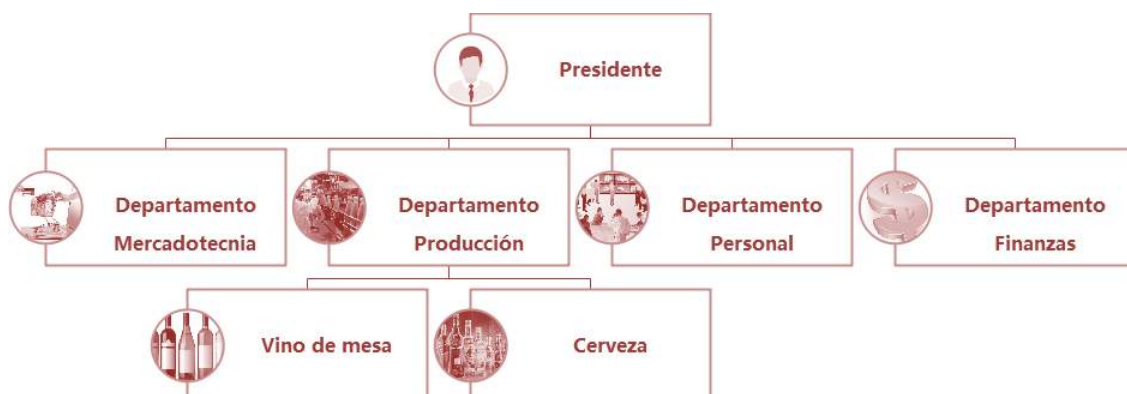 Presidente
Departamento
Mercadotecnia
Departamento
Producción
Departamento
Personal
Departamento
Finanzas
Vino de mesa
Cerveza